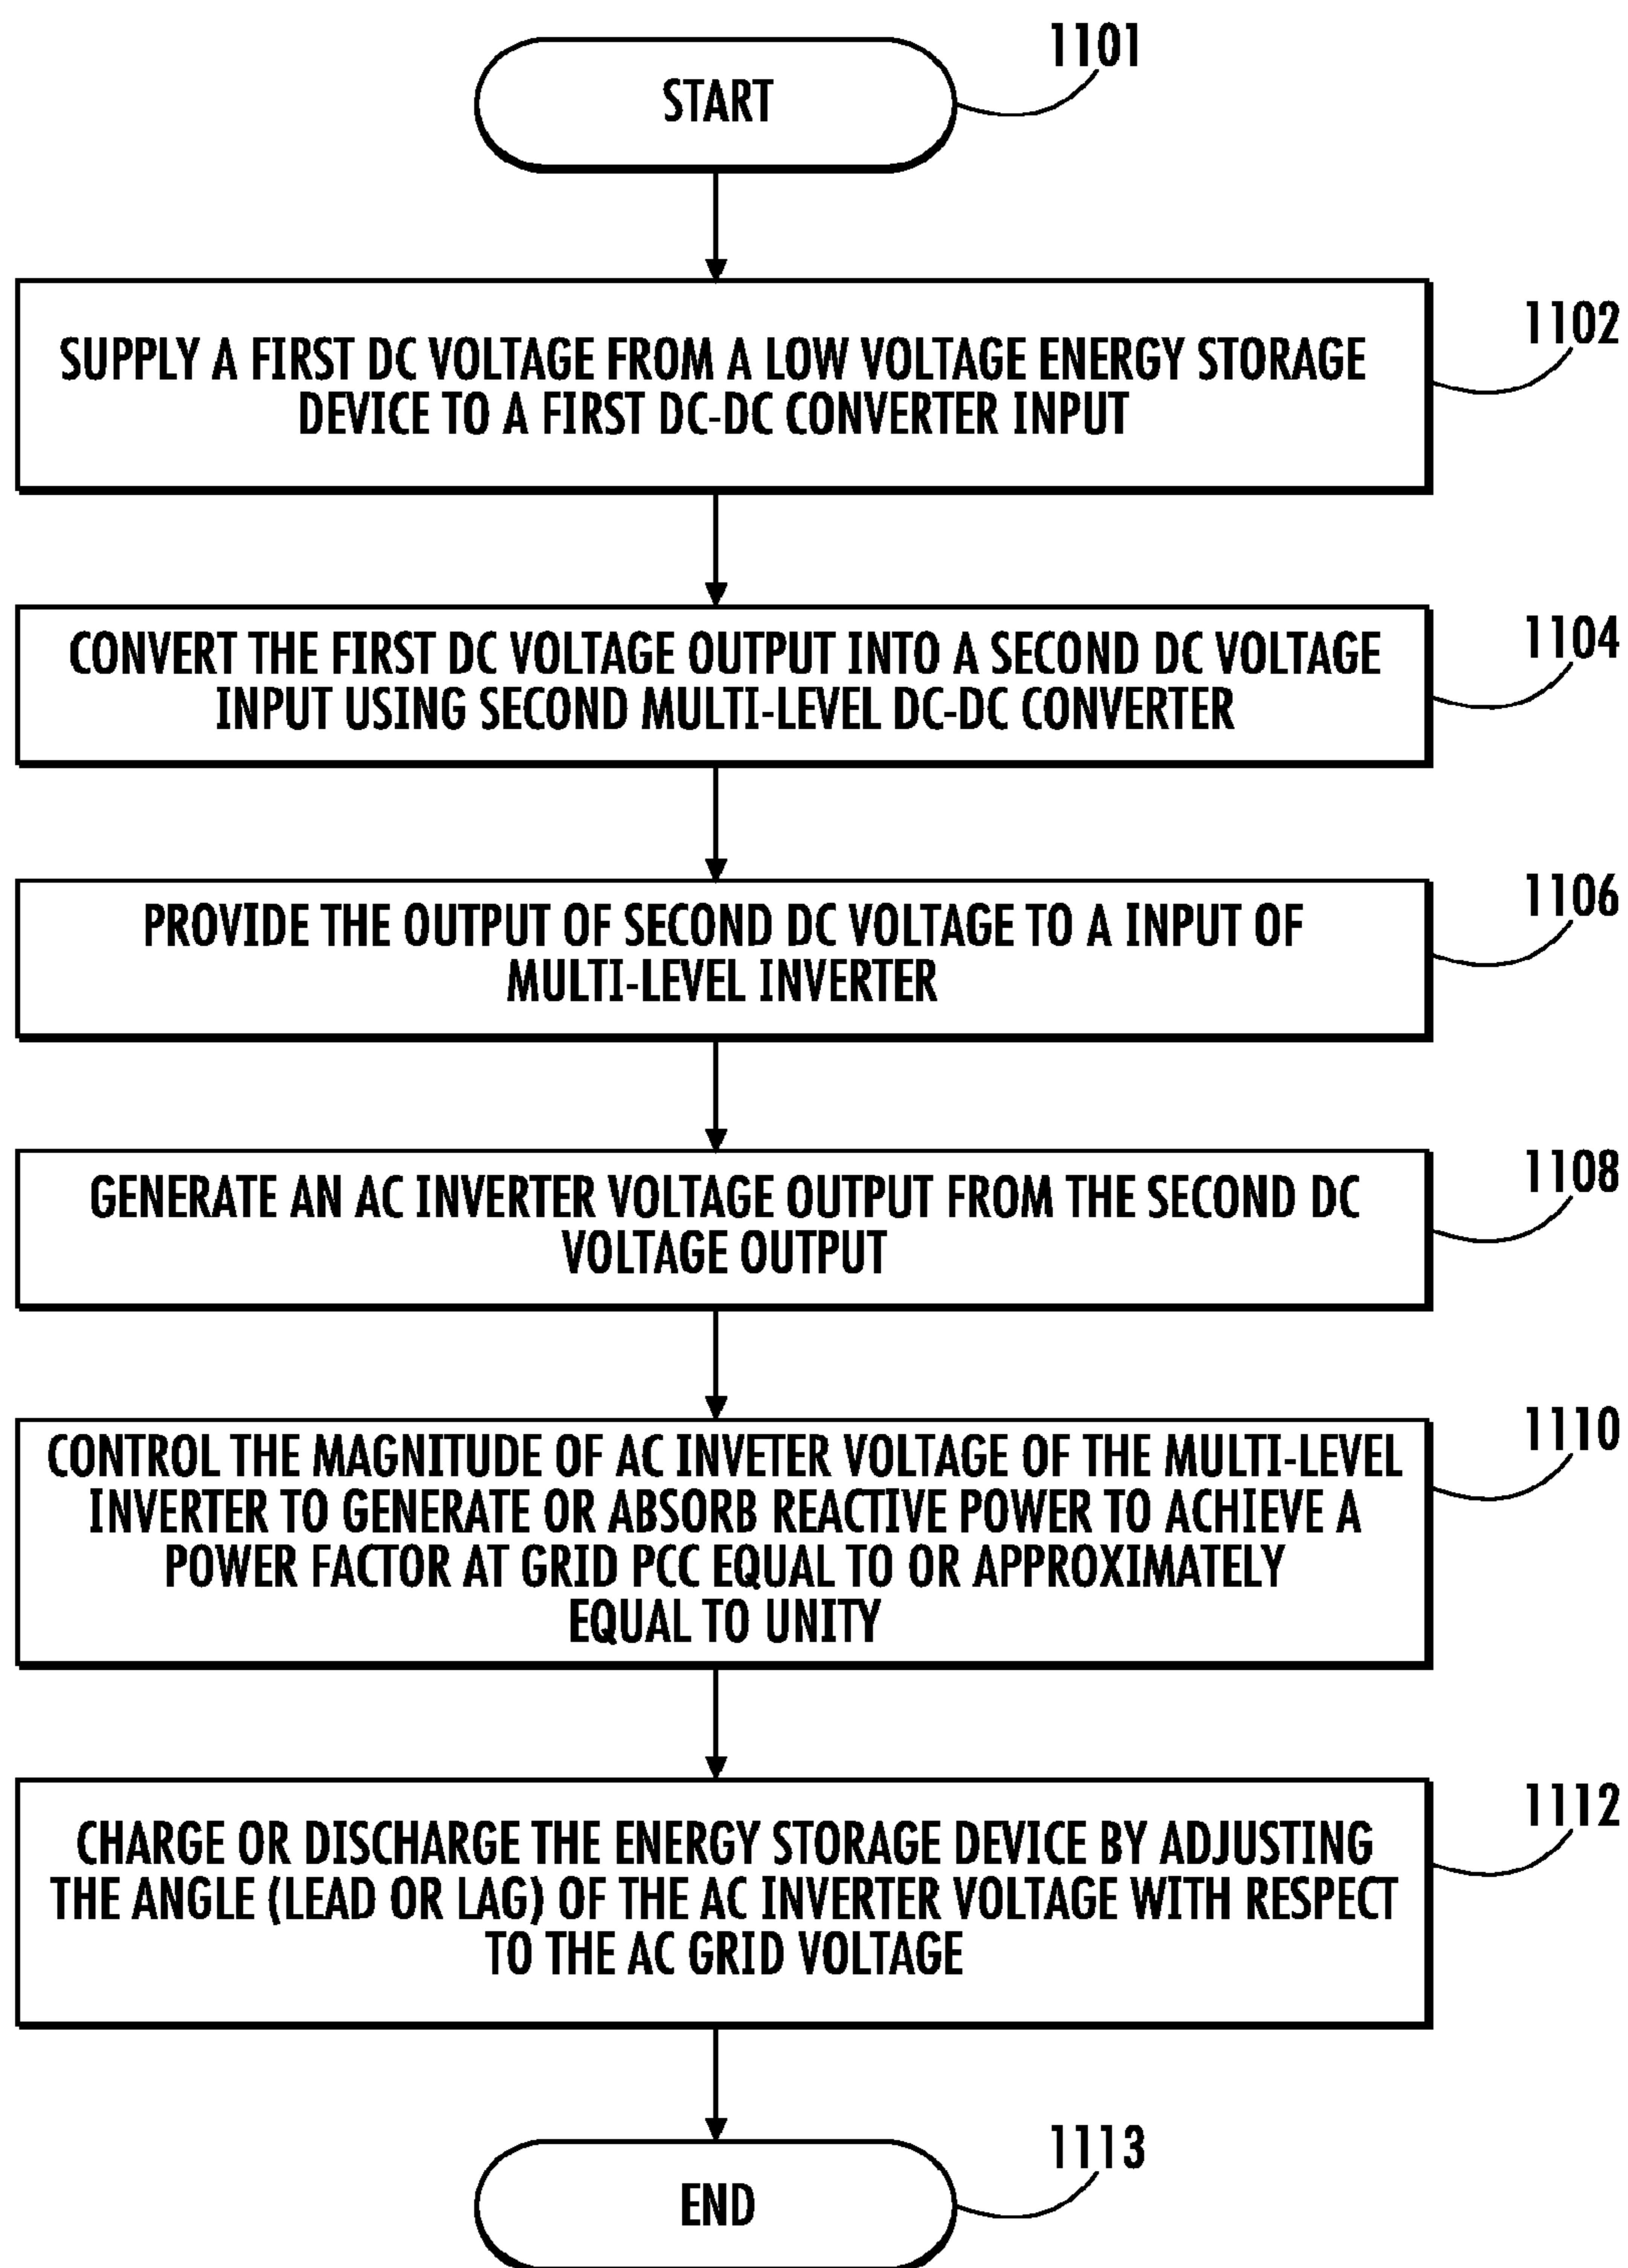 1101
START
1102
SUPPLY A FIRST DC VOLTAGE FROM A LOW VOLTAGE ENERGY STORAGE
DEVICE TO A FIRST DC-DC CONVERTER INPUT
1104
CONVERT THE FIRST DC VOLTAGE OUTPUT INTO A SECOND DC VOLTAGE
INPUT USING SECOND MULTI-LEVEL DC-DC CONVERTER
1106
PROVIDE THE OUTPUT OF SECOND DC VOLTAGE TO A INPUT OF
MULTI-LEVEL INVERTER
1108
GENERATE AN AC INVERTER VOLTAGE OUTPUT FROM THE SECOND DC
VOLTAGE OUTPUT
1110
CONTROL THE MAGNITUDE OF AC INVETER VOLTAGE OF THE MULTI-LEVEL
INVERTER TO GENERATE OR ABSORB REACTIVE POWER TO ACHIEVE A
POWER FACTOR AT GRID PCC EQUAL TO OR APPROXIMATELY
EQUAL TO UNITY
1112
CHARGE OR DISCHARGE THE ENERGY STORAGE DEVICE BY ADJUSTING
THE ANGLE (LEAD OR LAG) OF THE AC INVERTER VOLTAGE WITH RESPECT
TO THE AC GRID VOLTAGE
1113
END